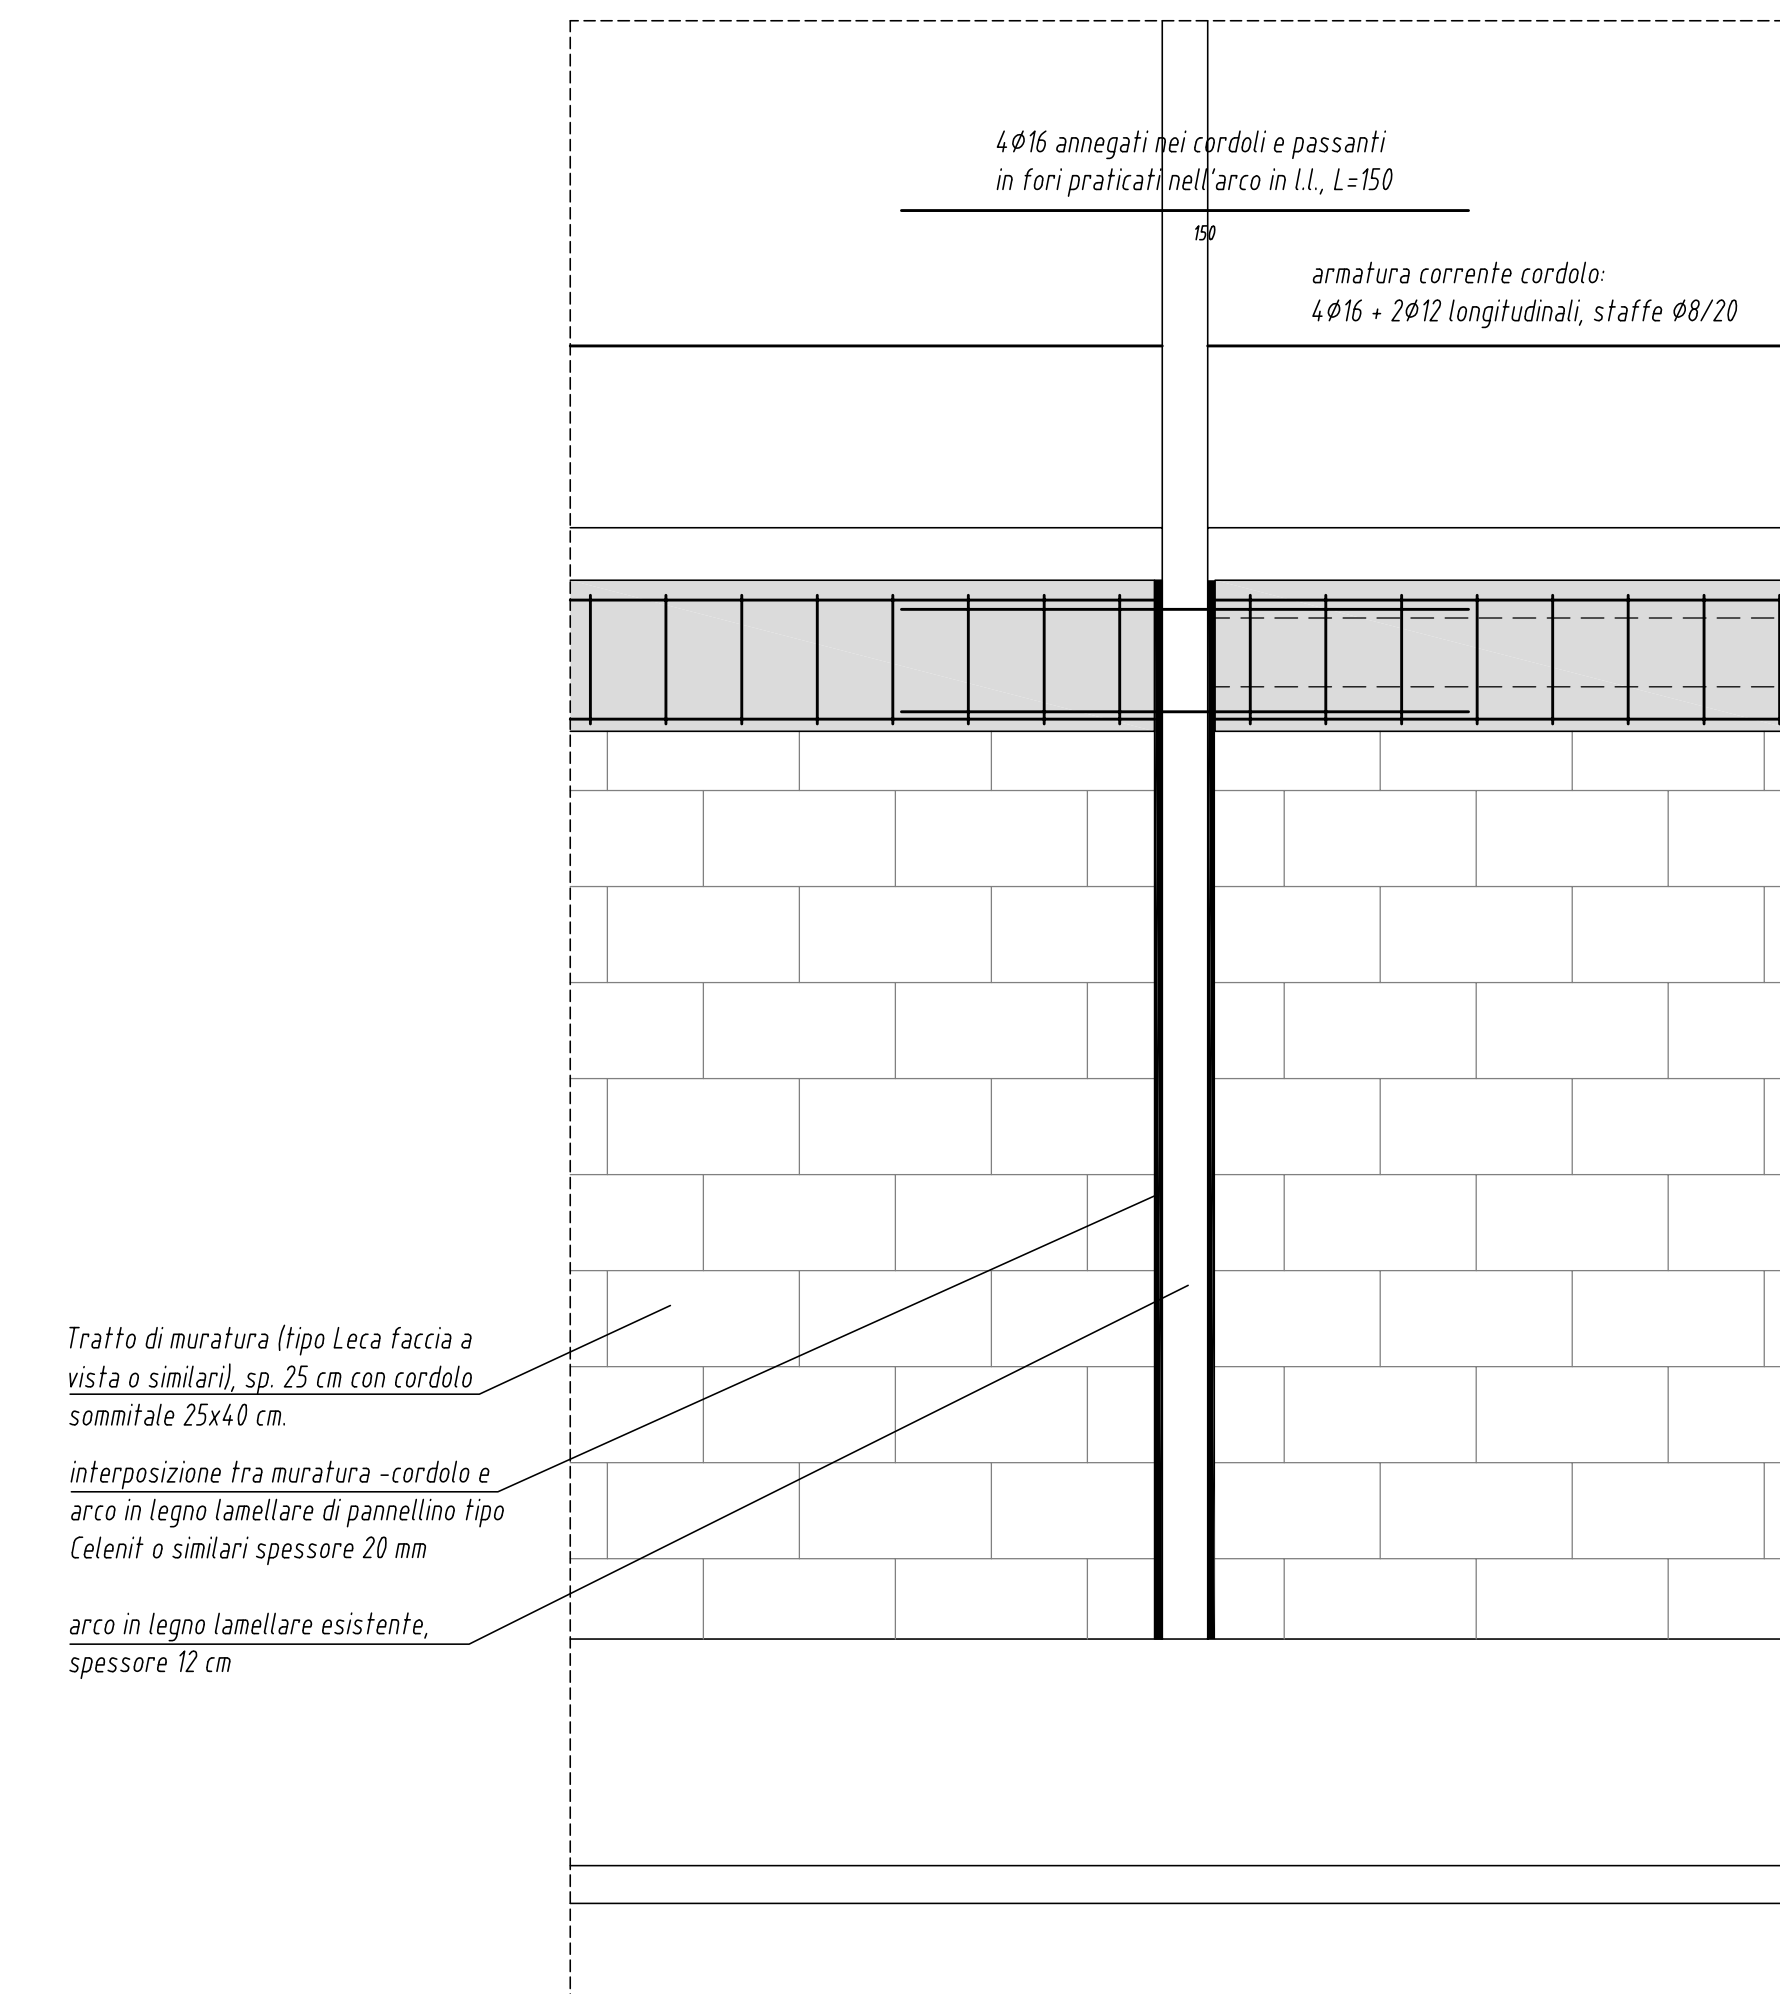 4Ø16 annegati nei cordoli e passanti
in fori praticati nell'arco in l.l., L=150
150
armatura corrente cordolo:
4Ø16 + 2Ø12 longitudinali, staffe Ø8/20
Tratto di muratura (tipo Leca faccia a
vista o similari), sp. 25 cm con cordolo
sommitale 25x40 cm.
interposizione tra muratura -cordolo e
arco in legno lamellare di pannellino tipo
Celenit o similari spessore 20 mm
arco in legno lamellare esistente,
spessore 12 cm